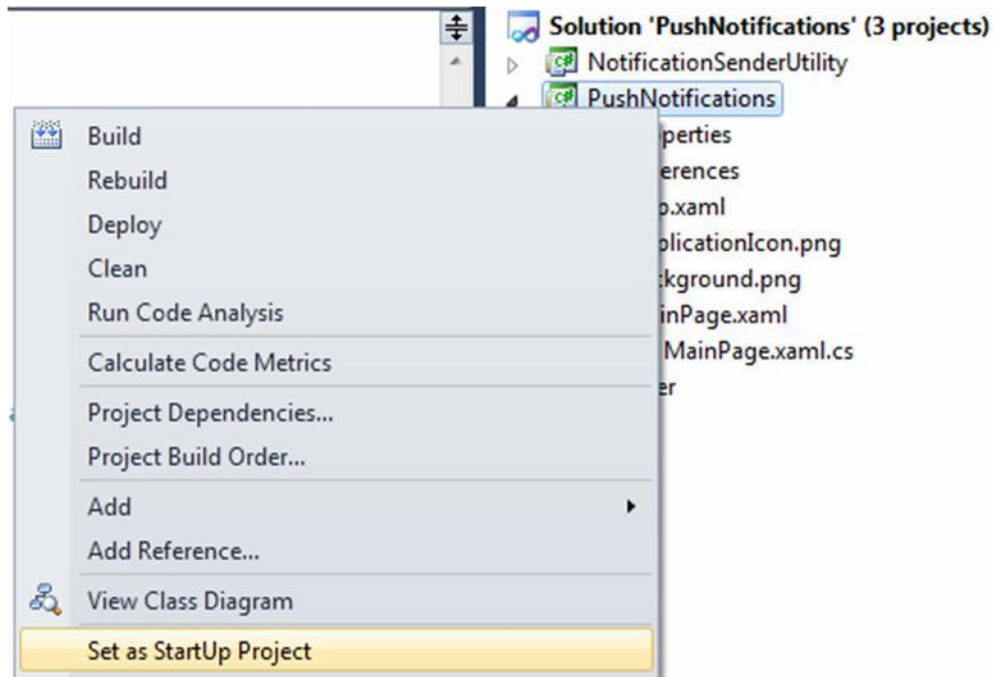 Solution 'PushNotifications' (3 projects)
NotificationSenderUtility
PushNotifications
Build
Rebuild
Deploy
Clean
Run Code Analysis
Calculate Code Metrics
Project Dependencies...
Project Build Order...
Add
Add Reference...
View Class Diagram
Set as StartUp Project
perties
erences
p.xaml
plicationIcon.png
kground.png
inPage.xaml
MainPage.xaml.cs
er